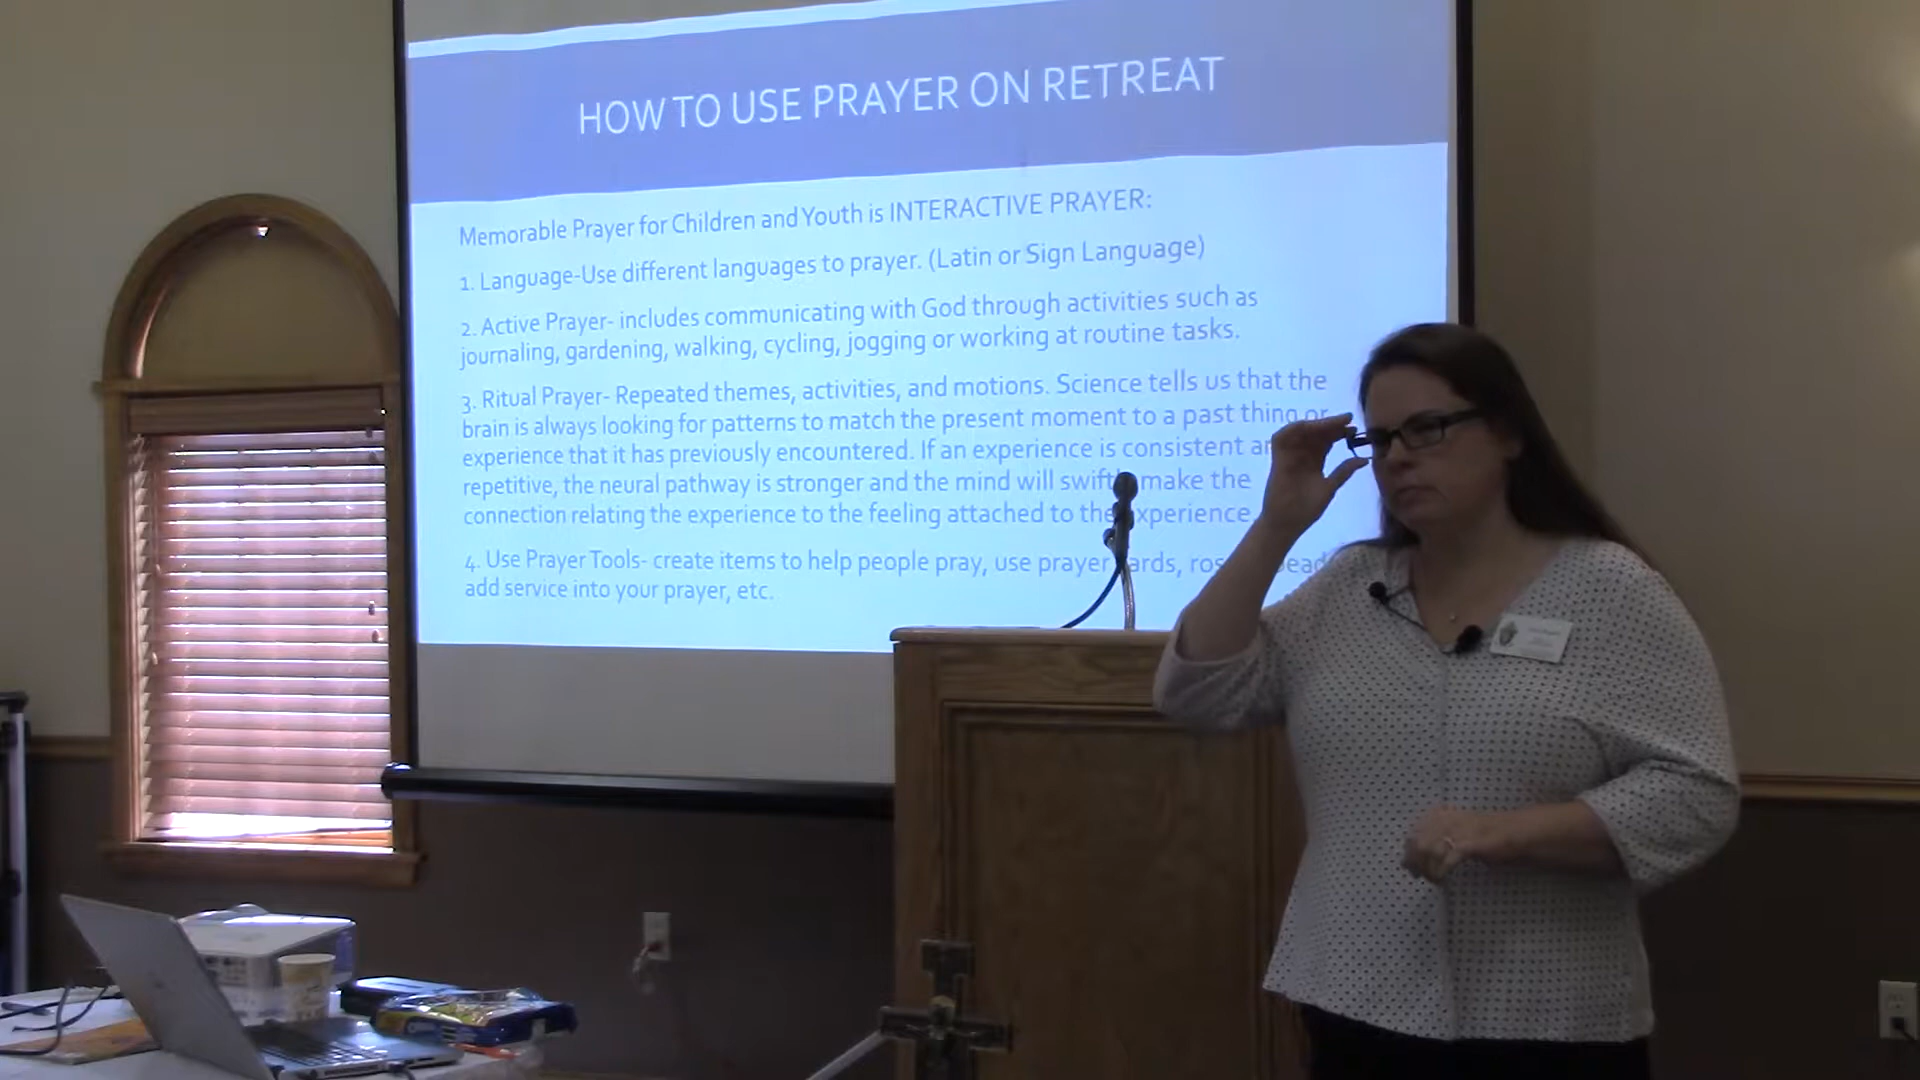 HOW TO USE PRAYER ON RETREAT
Memorable Prayer for Children and Youth is INTERACTIVE PRAYER:
1. Language-Use different languages to prayer. (Latin or Sign Language)
2. Active Prayer- includes communicating with God through activities such as
journaling, gardening, walking, cycling, jogging or working at routine tasks.
3. Ritual Prayer- Repeated themes, activities, and motions. Science tells us that the
brain is always looking for patterns to match the present moment to a past thing or
experience that it has previously encountered. If an experience is consistent
repetitive, the neural pathway is stronger and the mind will make the
connection relating the experience to the feeling attached to
4. Use Prayer Tools- create items to help people pray, use prayer
add service into your prayer, etc.